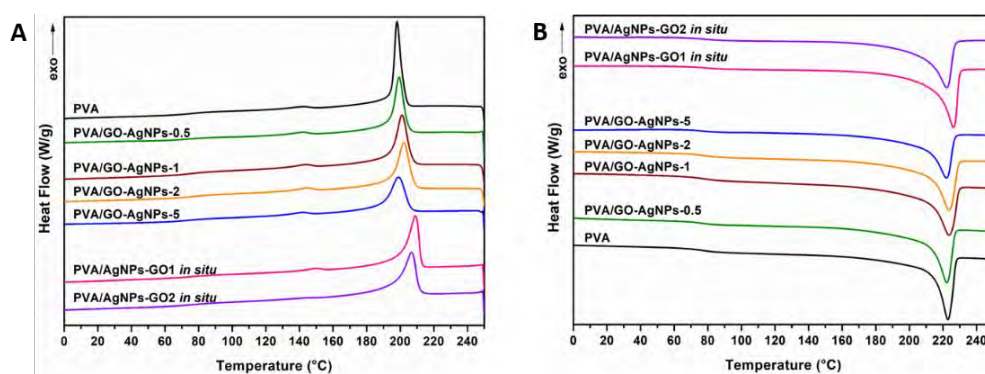 A
exo
Heat Flow (W/g)
PVA
PVA/GO-AgNPs-0.5
PVA/GO-AgNPs-1
PVA/GO-AgNPs-2
PVA/GO-AgNPs-5
PVA/AgNPs-GO1 in situ
PVA/AgNPs-GO2 in situ
0 20 40 60 80 100 120 140 160 180 200 220 240
Temperature (°C)
B
exo
Heat Flow (W/g)
PVA/AgNPs-GO2 in situ
PVA/AgNPs-GO1 in situ
PVA/GO-AgNPs-5
PVA/GO-AgNPs-2
PVA/GO-AgNPs-1
PVA/GO-AgNPs-0.5
PVA
0 20 40 60 80 100 120 140 160 180 200 220 240
Temperature (°C)